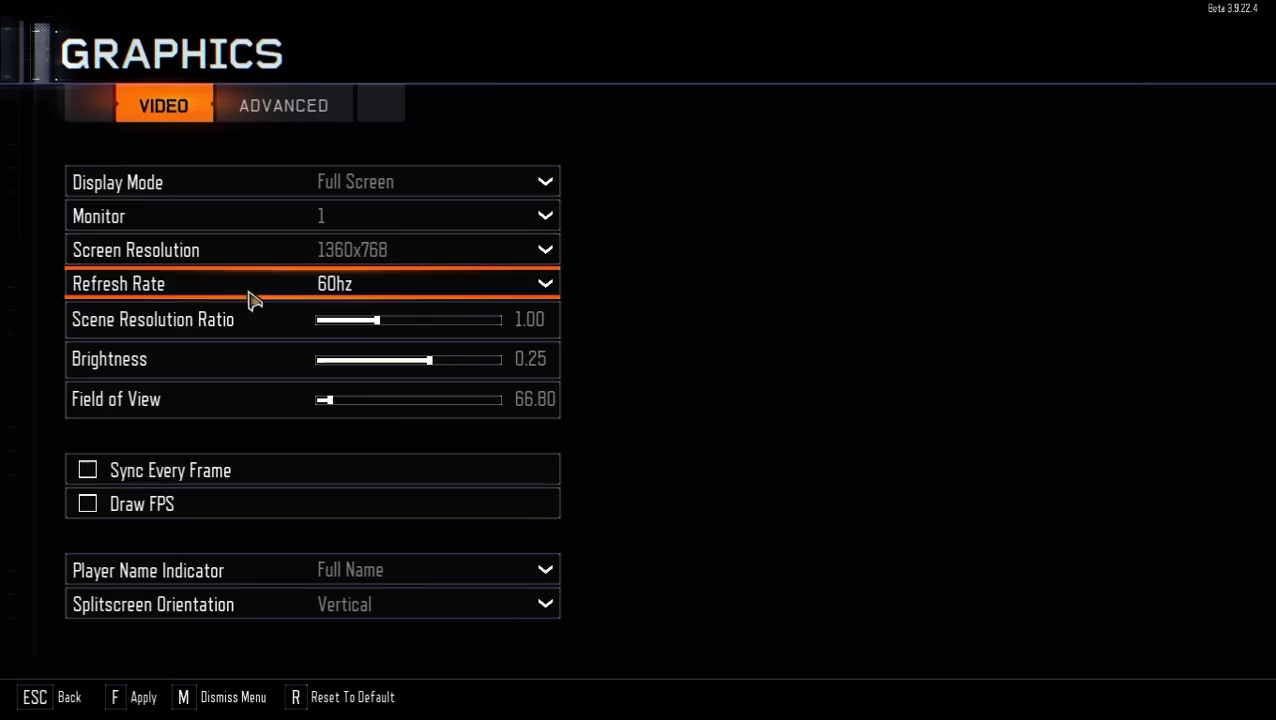 Beta 3.9.22.4
GRAPHICS
VIDEO ADVANCED
Display Mode Full Screen
Monitor 1
Screen Resolution 1360x768
Refresh Rate 60hz
Scene Resolution Ratio 1.00
Brightness 0.25
Field of View 66.80
Sync Every Frame
Draw FPS
Player Name Indicator Full Name
Splitscreen Orientation Vertical
ESC Back F Apply M Dismiss Menu R Reset To Default